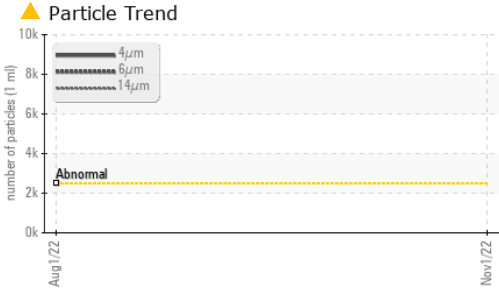 Particle Trend
10k
8k
6k
4k
2k
0k
number of particles (1 ml)
4µm
6µm
14µm
Abnormal
Aug1/22
Nov1/22